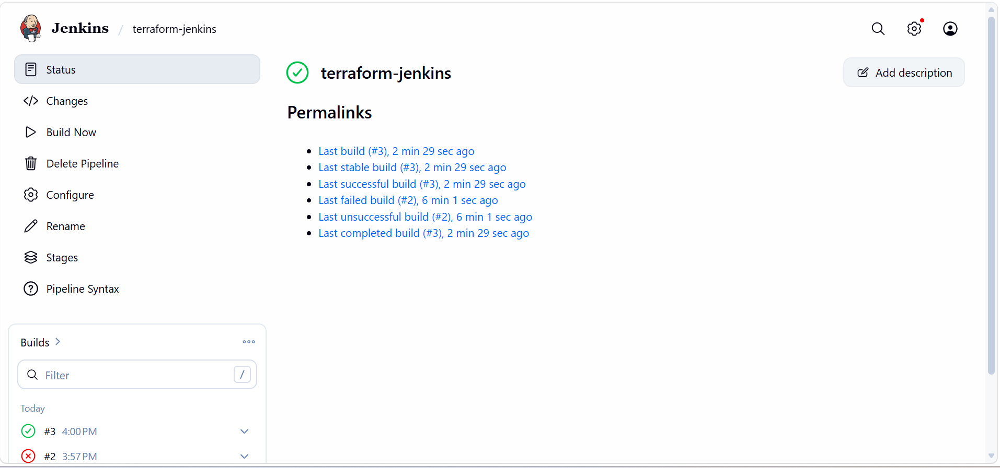 Jenkins / terraform-jenkins
Status
Changes
Build Now
Delete Pipeline
Configure
Rename
Stages
Pipeline Syntax
Builds
Filter /
Today
#3 4:00 PM
#2 3:57 PM
terraform-jenkins
Add description
Permalinks
Last build (#3), 2 min 29 sec ago
Last stable build (#3), 2 min 29 sec ago
Last successful build (#3), 2 min 29 sec ago
Last failed build (#2), 6 min 1 sec ago
Last unsuccessful build (#2), 6 min 1 sec ago
Last completed build (#3), 2 min 29 sec ago